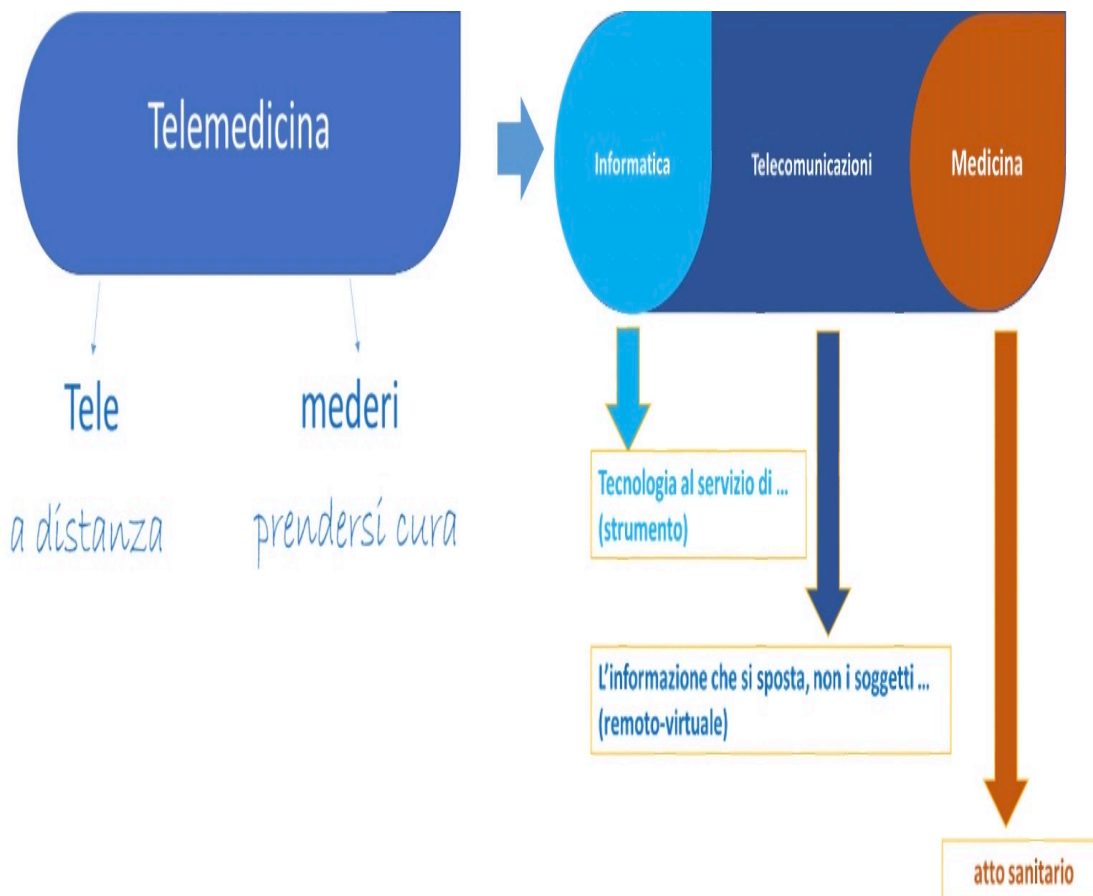 Telemedicina
Tele
mederi
a distanza
prendersi cura
Informatica
Telecomunicazioni
Medicina
Tecnologia al servizio di ...
(strumento)
L'informazione che si sposta, non i soggetti ...
(remoto-virtuale)
atto sanitario